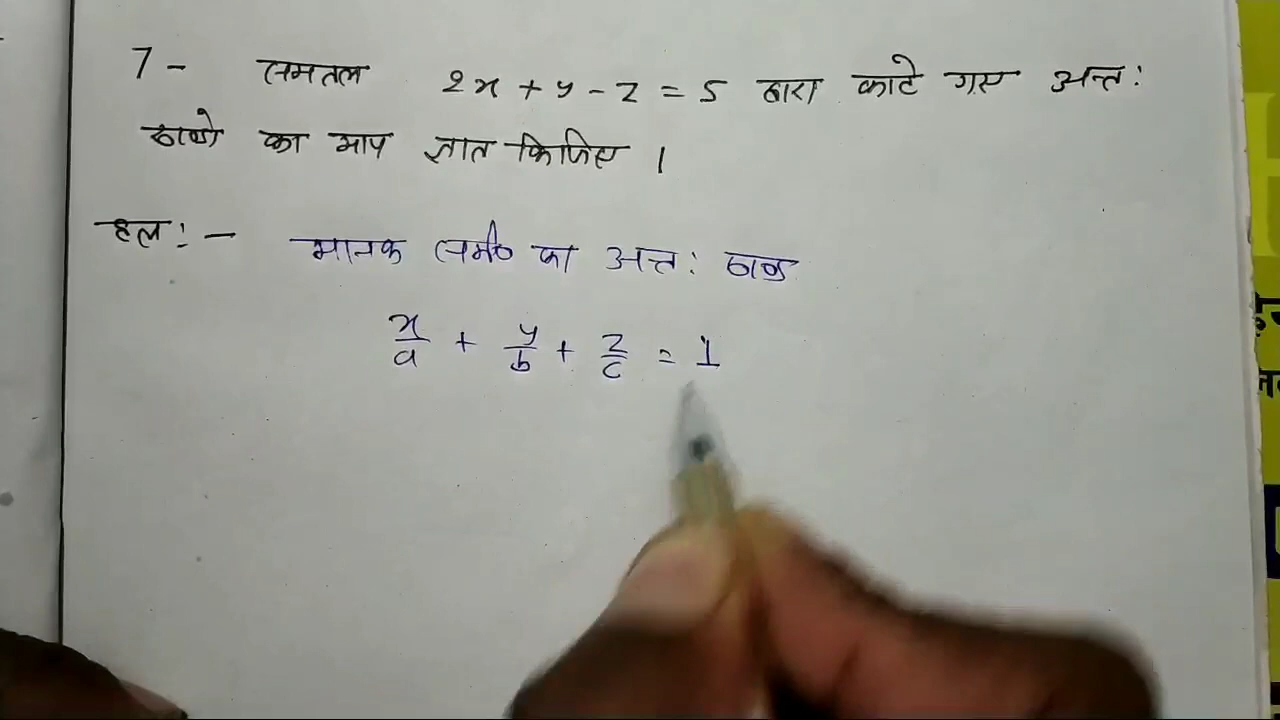 7- समतल 2x + y - z = 5 द्वारा काटे गए अन्त:
खण्डो का माप ज्ञात किजिए ।
हल: - मानक समी० का अन्त: खण्ड
x/a + y/b + z/c = 1